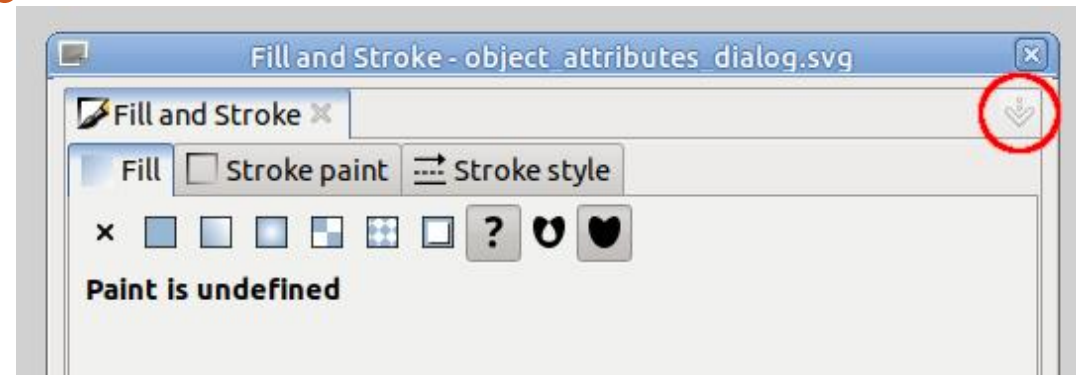 Fill and Stroke - object_attributes_dialog.svg
Fill and Stroke
Fill Stroke paint Stroke style
?
Paint is undefined